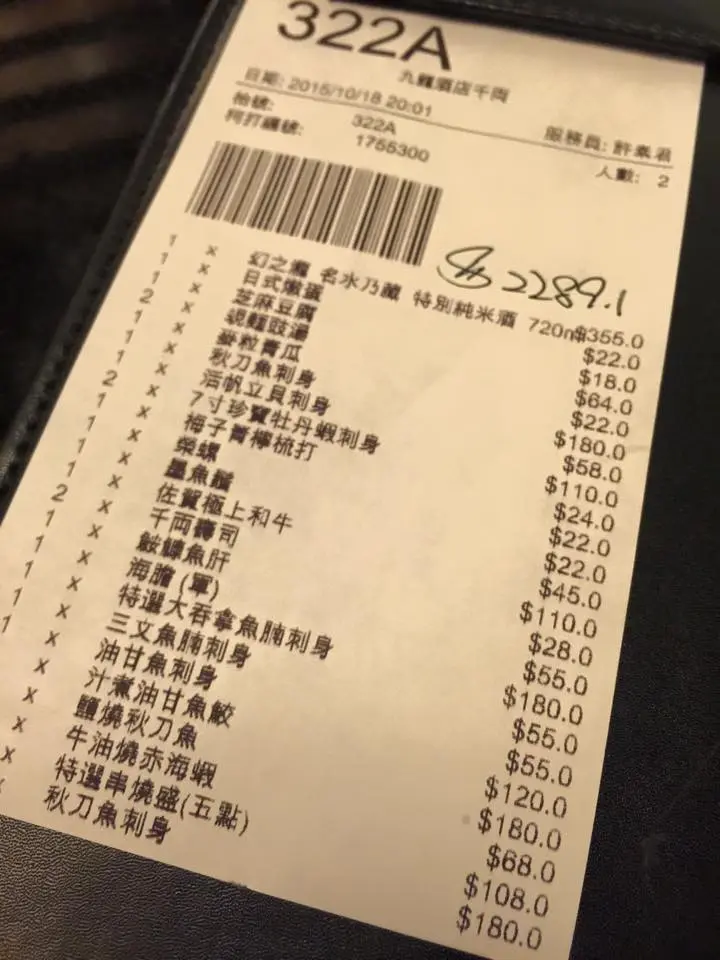 322A
九龍酒店千両
日期: 2015/10/18 20:01 服務員: 許素君
枱號: 322A 人數: 2
柯打編號: 1755300
$ 2289.1
1 x 幻之瀧 名水乃藏 特別純米酒 720m $355.0
1 x 日式燉蛋 $22.0
1 x 芝麻豆腐 $18.0
2 x 蜆麵豉湯 $64.0
1 x 麥粒青瓜 $22.0
1 x 秋刀魚刺身 $180.0
1 x 活帆立貝刺身 $58.0
1 x 7寸珍寶牡丹蝦刺身 $110.0
2 x 梅子青檸梳打 $24.0
1 x 榮螺 $22.0
1 x 墨魚鬚 $22.0
1 x 佐賀極上和牛 $45.0
1 x 千両壽司 $110.0
2 x 鮟鱇魚肝 $28.0
1 x 海膽(軍) $55.0
1 x 特選大吞拿魚腩刺身 $180.0
1 x 三文魚腩刺身 $55.0
1 x 油甘魚刺身 $55.0
1 x 汁煮油甘魚鮫 $120.0
x 鹽燒秋刀魚 $180.0
x 牛油燒赤海蝦 $68.0
x 特選串燒盛(五點) $108.0
秋刀魚刺身 $180.0